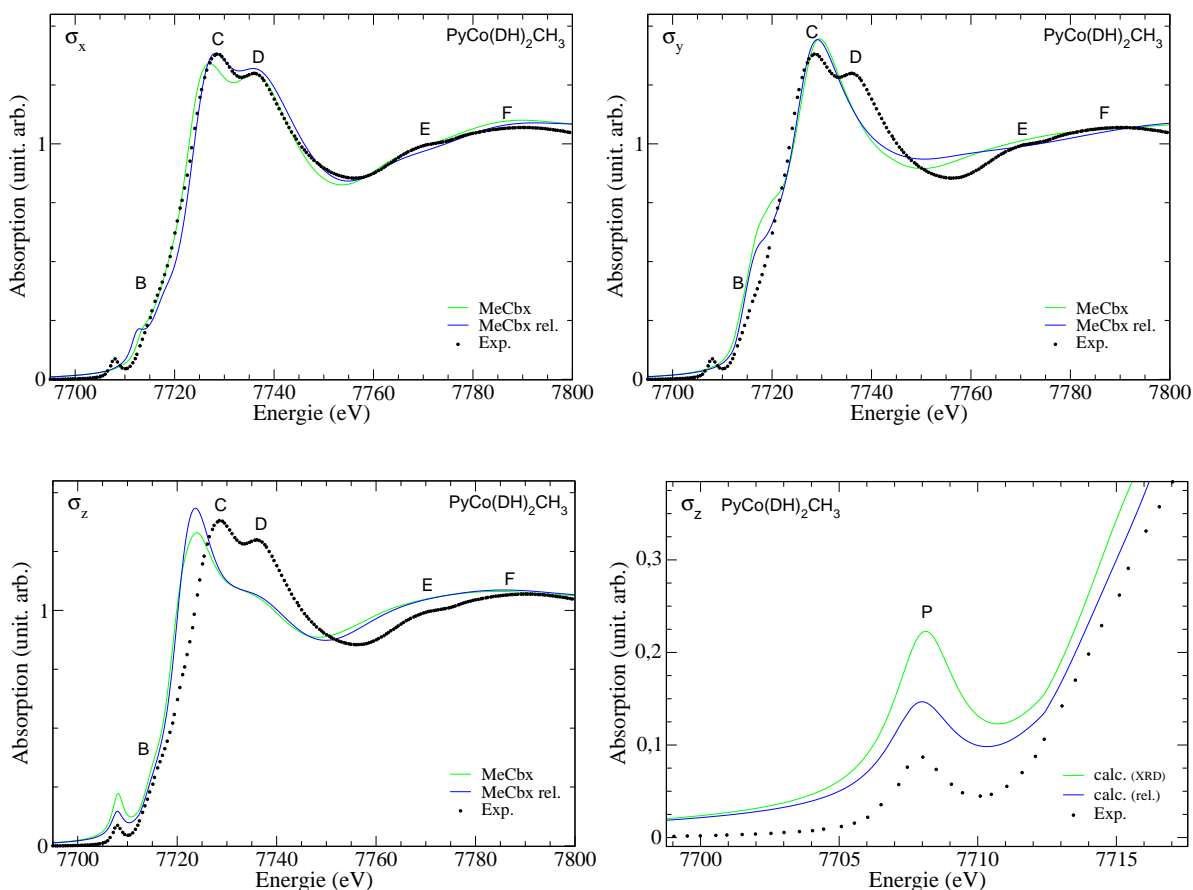 σx
C
D
PyCo(DH)2CH3
B
E
F
MeCbx
MeCbx rel.
Exp.
1
0
7700
7720
7740
7760
7780
7800
Energie (eV)
Absorption (unit. arb.)
σy
C
D
PyCo(DH)2CH3
B
E
F
MeCbx
MeCbx rel.
Exp.
1
0
7700
7720
7740
7760
7780
7800
Energie (eV)
Absorption (unit. arb.)
σz
C
D
PyCo(DH)2CH3
B
E
F
MeCbx
MeCbx rel.
Exp.
1
0
7700
7720
7740
7760
7780
7800
Energie (eV)
Absorption (unit. arb.)
σz PyCo(DH)2CH3
P
calc. (XRD)
calc. (rel.)
Exp.
0,3
0,2
0,1
0
7700
7705
7710
7715
Energie (eV)
Absorption (unit. arb.)